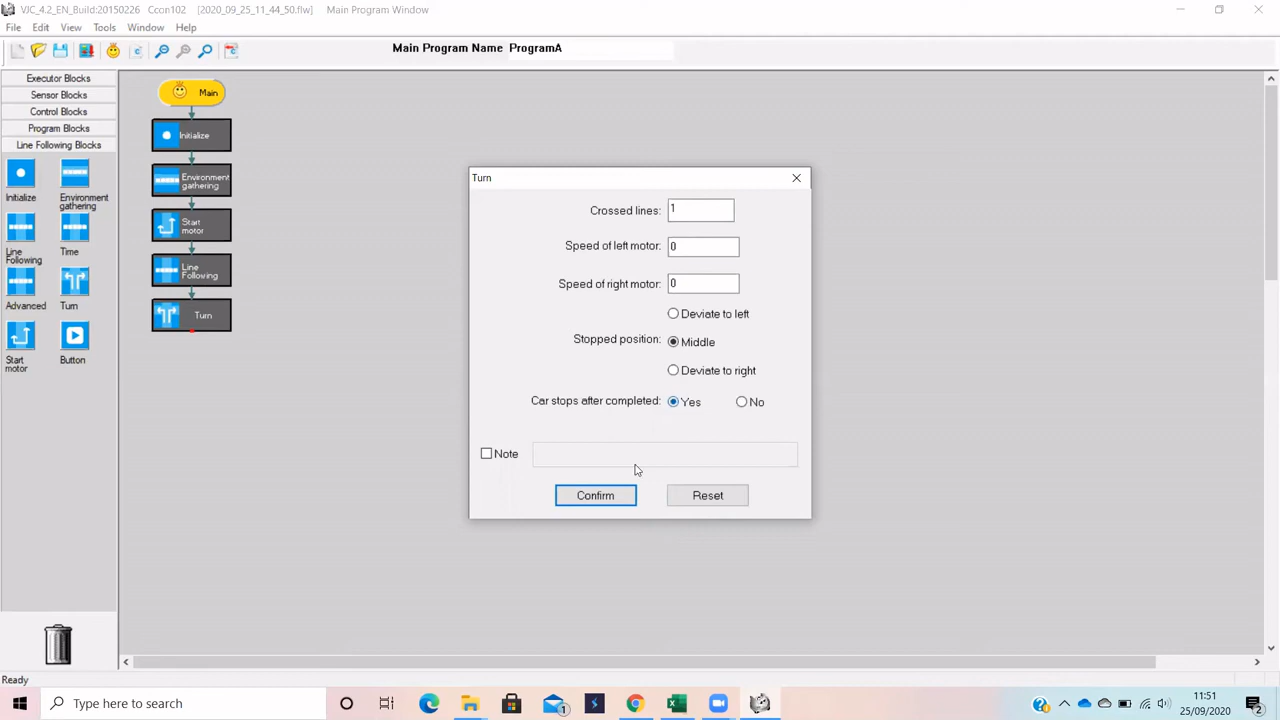 VJC_4.2_EN_Build:20150226 Ccon102 [2020_09_25_11_44_50.flw] Main Program Window
File Edit View Tools Window Help
Main Program Name ProgramA
Executor Blocks
Sensor Blocks
Control Blocks
Program Blocks
Line Following Blocks
Initialize
Environment
gathering
Line
Following
Time
Advanced
Turn
Start
motor
Button
Main
Initialize
Environment
gathering
Start
motor
Line
Following
Turn
Turn
Crossed lines: 1
Speed of left motor: 0
Speed of right motor: 0
Deviate to left
Stopped position: Middle
Deviate to right
Car stops after completed: Yes No
Note
Confirm Reset
Ready
Type here to search
1
11:51
25/09/2020
2